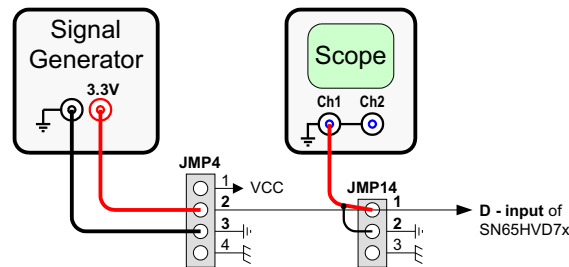 Signal
Generator
3.3V
Scope
Ch1 Ch2
JMP4
1
VCC
2
3
4
JMP14
1
2
3
D - input of
SN65HVD7x